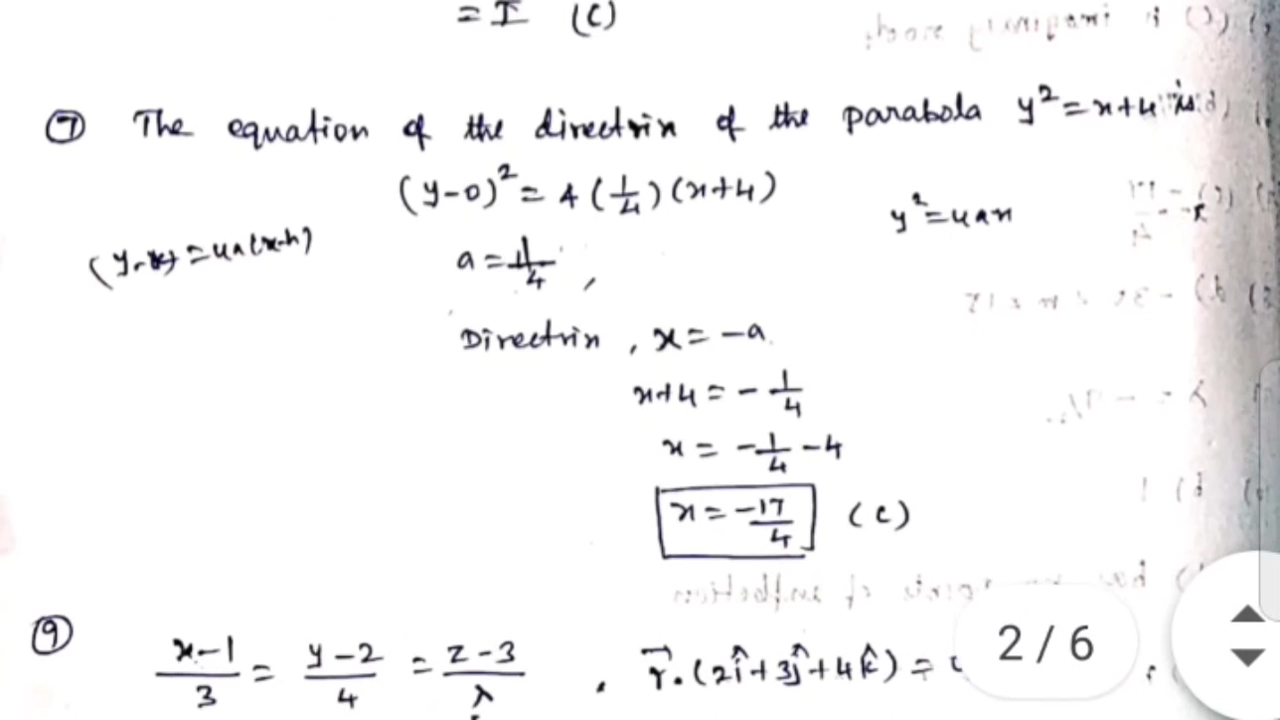 = I (C)
⑦ The equation of the directrix of the parabola y² = x+4 is
(y-0)² = 4(1/4)(x+4)
y² = 4ax
(y-k) = 4a(x-h)
a = 1/4,
Directrix, x = -a
x+4 = -1/4
x = -1/4 - 4
x = -17/4 (C)
⑨ x-1/3 = y-2/4 = z-3/λ , r⃗.(2î+3ĵ+4k̂) =
2 / 6